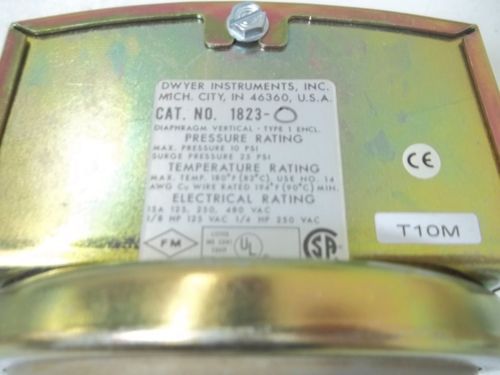 DWYER INSTRUMENTS, INC.
MICH. CITY, IN 46360, U.S.A.
CAT. NO. 1823-0
DIAPHRAGM VERTICAL - TYPE 1 ENCL.
PRESSURE RATING
MAX. PRESSURE 10 PSI
SURGE PRESSURE 25 PSI
TEMPERATURE RATING
MAX. TEMP. 180°F (82°C), USE NO. 14
AWG Cu WIRE RATED 194°F (90°C) MIN.
ELECTRICAL RATING
15A 125, 250, 480 VAC
1/8 HP 125 VAC 1/4 HP 250 VAC
FM
LISTED
UL
SA
CE
T10M